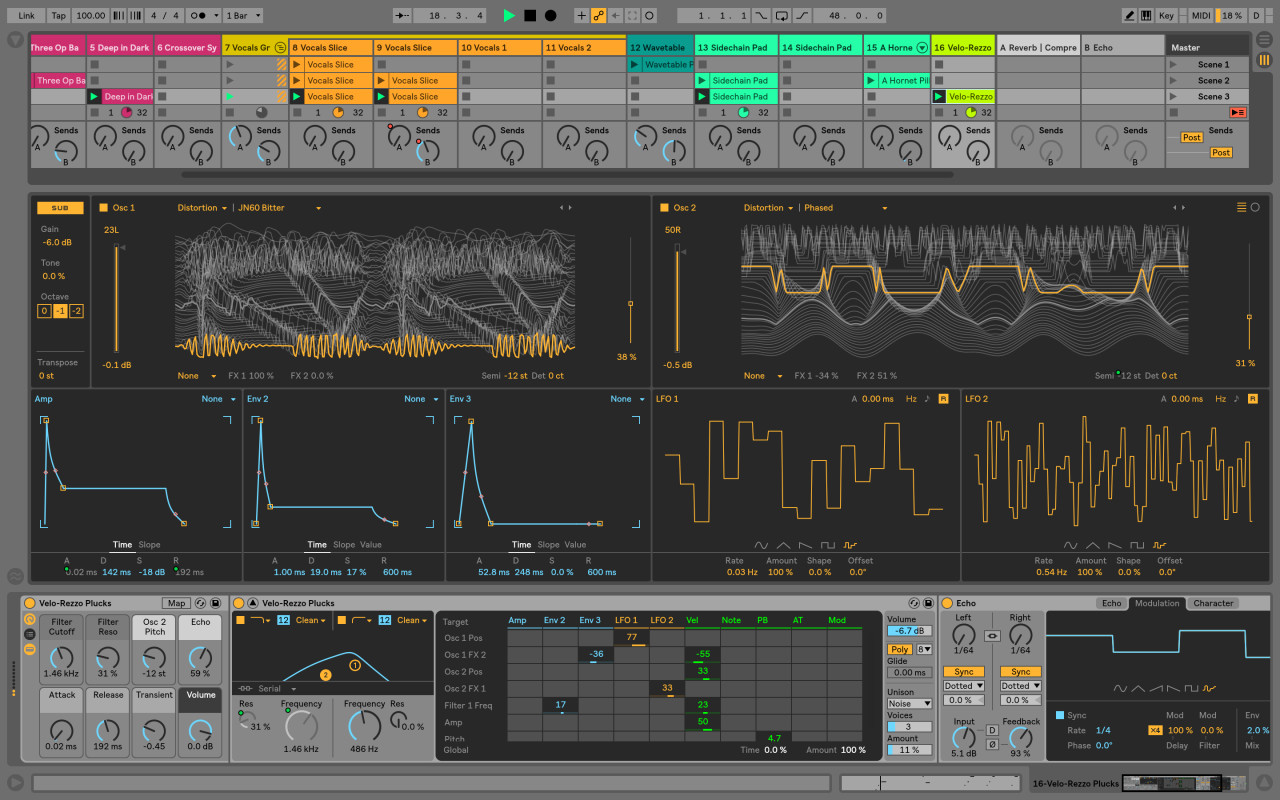 Link Tap 100.00 4 / 4 1 Bar 18 . 3 . 4 1 . 1 . 1 48 . 0 . 0 Key MIDI 18 % D
Three Op Ba 5 Deep in Dark 6 Crossover Sy 7 Vocals Gr 8 Vocals Slice 9 Vocals Slice 10 Vocals 1 11 Vocals 2 12 Wavetable 13 Sidechain Pad 14 Sidechain Pad 15 A Horne 16 Velo-Rezzo A Reverb | Compre B Echo Master
Vocals Slice Wavetable P Scene 1
Three Op Ba Vocals Slice Vocals Slice Sidechain Pad A Hornet Pil Scene 2
Deep in Dark Vocals Slice Vocals Slice Sidechain Pad Velo-Rezzo Scene 3
1 32 1 32 1 32 1 32 1 32
Sends Sends Sends Sends Sends Sends Sends Sends Sends Sends Sends Sends Sends Sends Sends Sends
A A A A A A A A A A A A A A A Post
B B B B B B B B B B B B B B B Post
SUB Osc 1 Distortion JN60 Bitter Osc 2 Distortion Phased
Gain 23L 50R
-6.0 dB
Tone
0.0 %
Octave
0 -1 -2
38 % 31 %
Transpose -0.1 dB -0.5 dB
0 st None FX 1 100 % FX 2 0.0 % Semi -12 st Det 0 ct None FX 1 -34 % FX 2 51 % Semi -12 st Det 0 ct
Amp None Env 2 None Env 3 None LFO 1 A 0.00 ms Hz R LFO 2 A 0.00 ms Hz R
Time Slope Time Slope Value Time Slope Value
A D S R A D S R A D S R Rate Amount Shape Offset Rate Amount Shape Offset
0.02 ms 142 ms -18 dB 192 ms 1.00 ms 19.0 ms 17 % 600 ms 52.8 ms 248 ms 0.0 % 600 ms 0.03 Hz 100 % 0.0 % 0.0° 0.54 Hz 100 % 0.0 % 0.0°
Velo-Rezzo Plucks Map Velo-Rezzo Plucks Echo Echo Modulation Character
Filter Cutoff Filter Reso Osc 2 Pitch Echo
1.46 kHz 31 % -12 st 59 %
Attack Release Transient Volume
0.02 ms 192 ms -0.45 0.0 dB
12 Clean 12 Clean
1
2
Serial
Res Frequency Frequency Res
31 % 1.46 kHz 486 Hz 0.0 %
Target Amp Env 2 Env 3 LFO 1 LFO 2 Vel Note PB AT Mod
Osc 1 Pos 77
Osc 1 FX 2 -36 -55
Osc 2 Pos 33
Osc 2 FX 1 33
Filter 1 Freq 17 23
Amp 50
Pitch 4.7
Global Time 0.0 % Amount 100 %
Volume
-6.7 dB
Poly 8
Glide
0.00 ms
Unison
Noise
Voices
3
Amount
11 %
Left Right
1/64 1/64
Sync Sync
Dotted Dotted
0.0 % 0.0 %
Input D Feedback
Ø
5.1 dB 93 %
Sync Mod Mod Env
Rate 1/4 X4 100 % 0.0 % 2.0 %
Phase 0.0° Delay Filter Mix
16-Velo-Rezzo Plucks